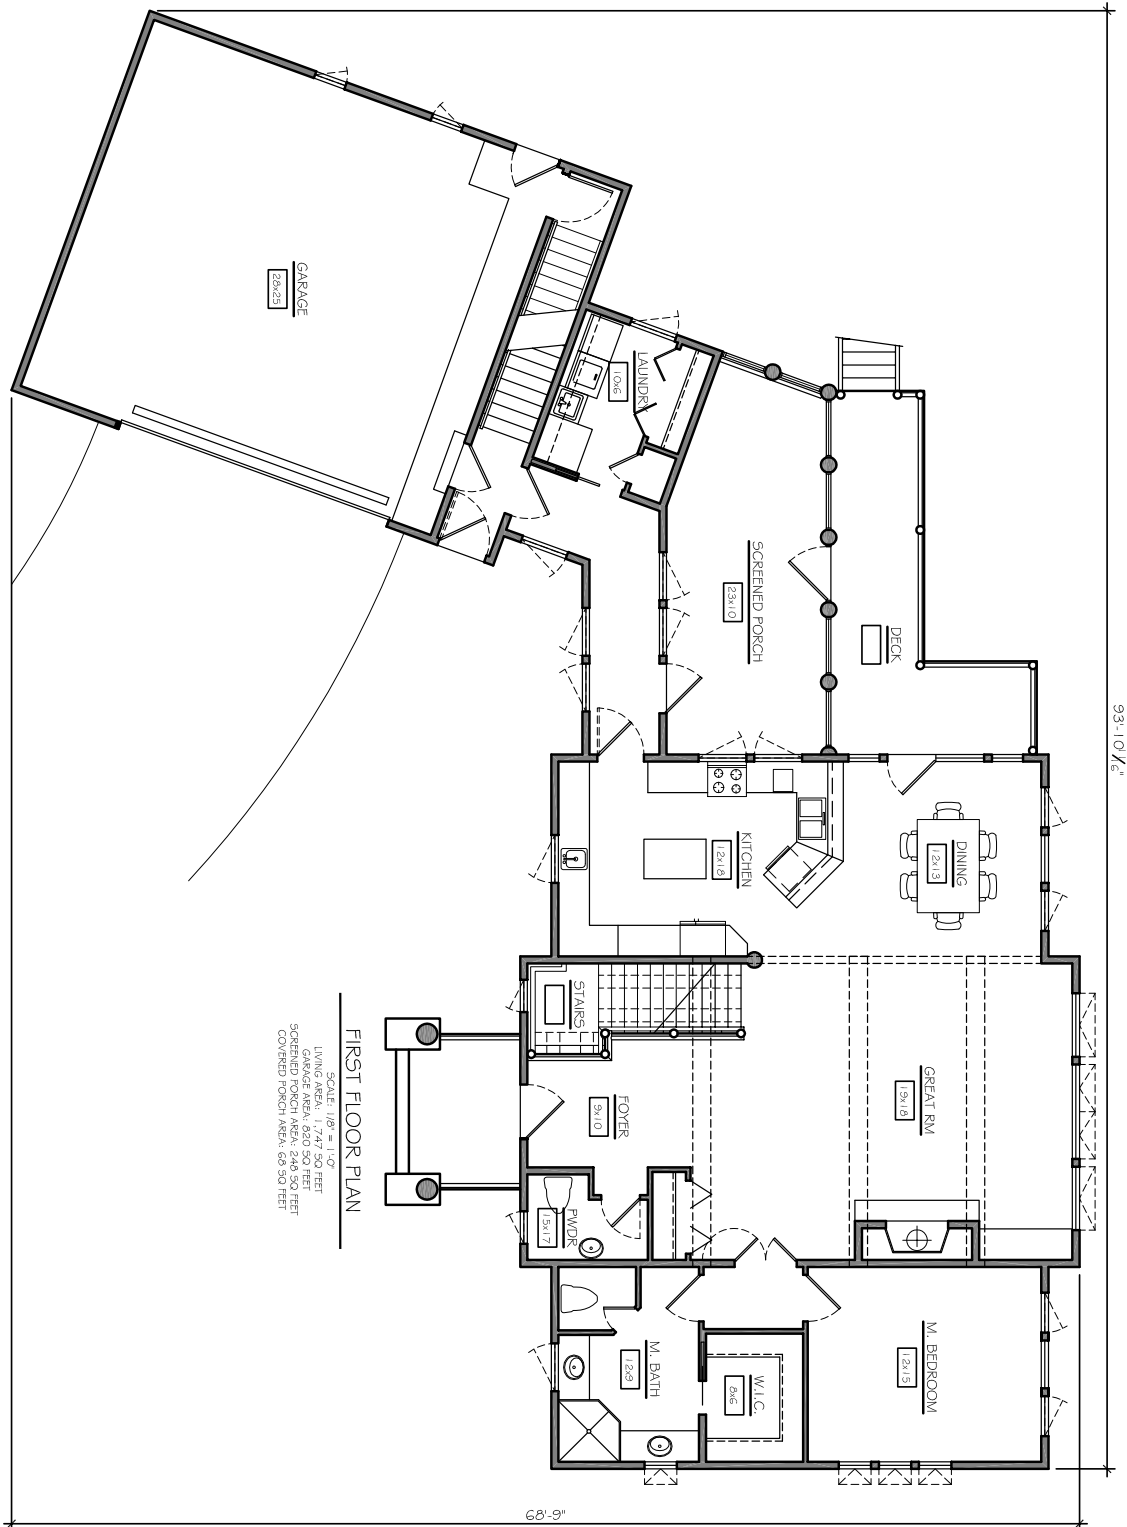 93'-10 1/16"
GARAGE
28x25
LAUNDRY
10x6
SCREENED PORCH
23x10
DECK
KITCHEN
12x18
DINING
12x13
STAIRS
GREAT RM
19x18
FOYER
9x10
PWDR
15x17
M. BEDROOM
12x15
M. BATH
12x9
W.I.C.
8x6
FIRST FLOOR PLAN
SCALE: 1/8" = 1'-0"
LIVING AREA: 1,747 SQ FEET
GARAGE AREA: 820 SQ FEET
SCREENED PORCH AREA: 248 SQ FEET
COVERED PORCH AREA: 68 SQ FEET
68'-9"